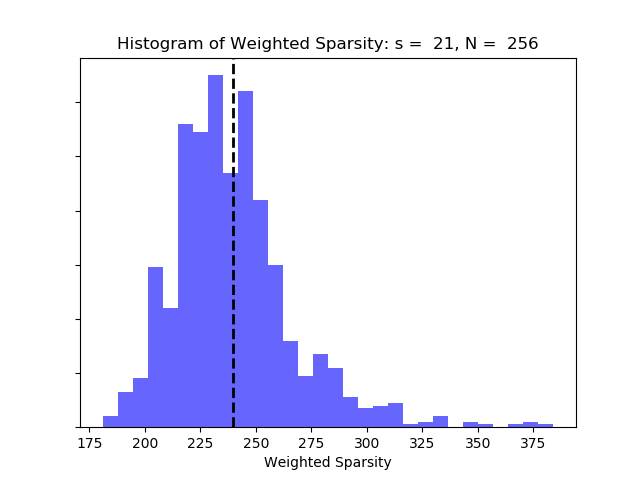 Histogram of Weighted Sparsity: s =  21, N =  256
175 200 225 250 275 300 325 350 375
Weighted Sparsity